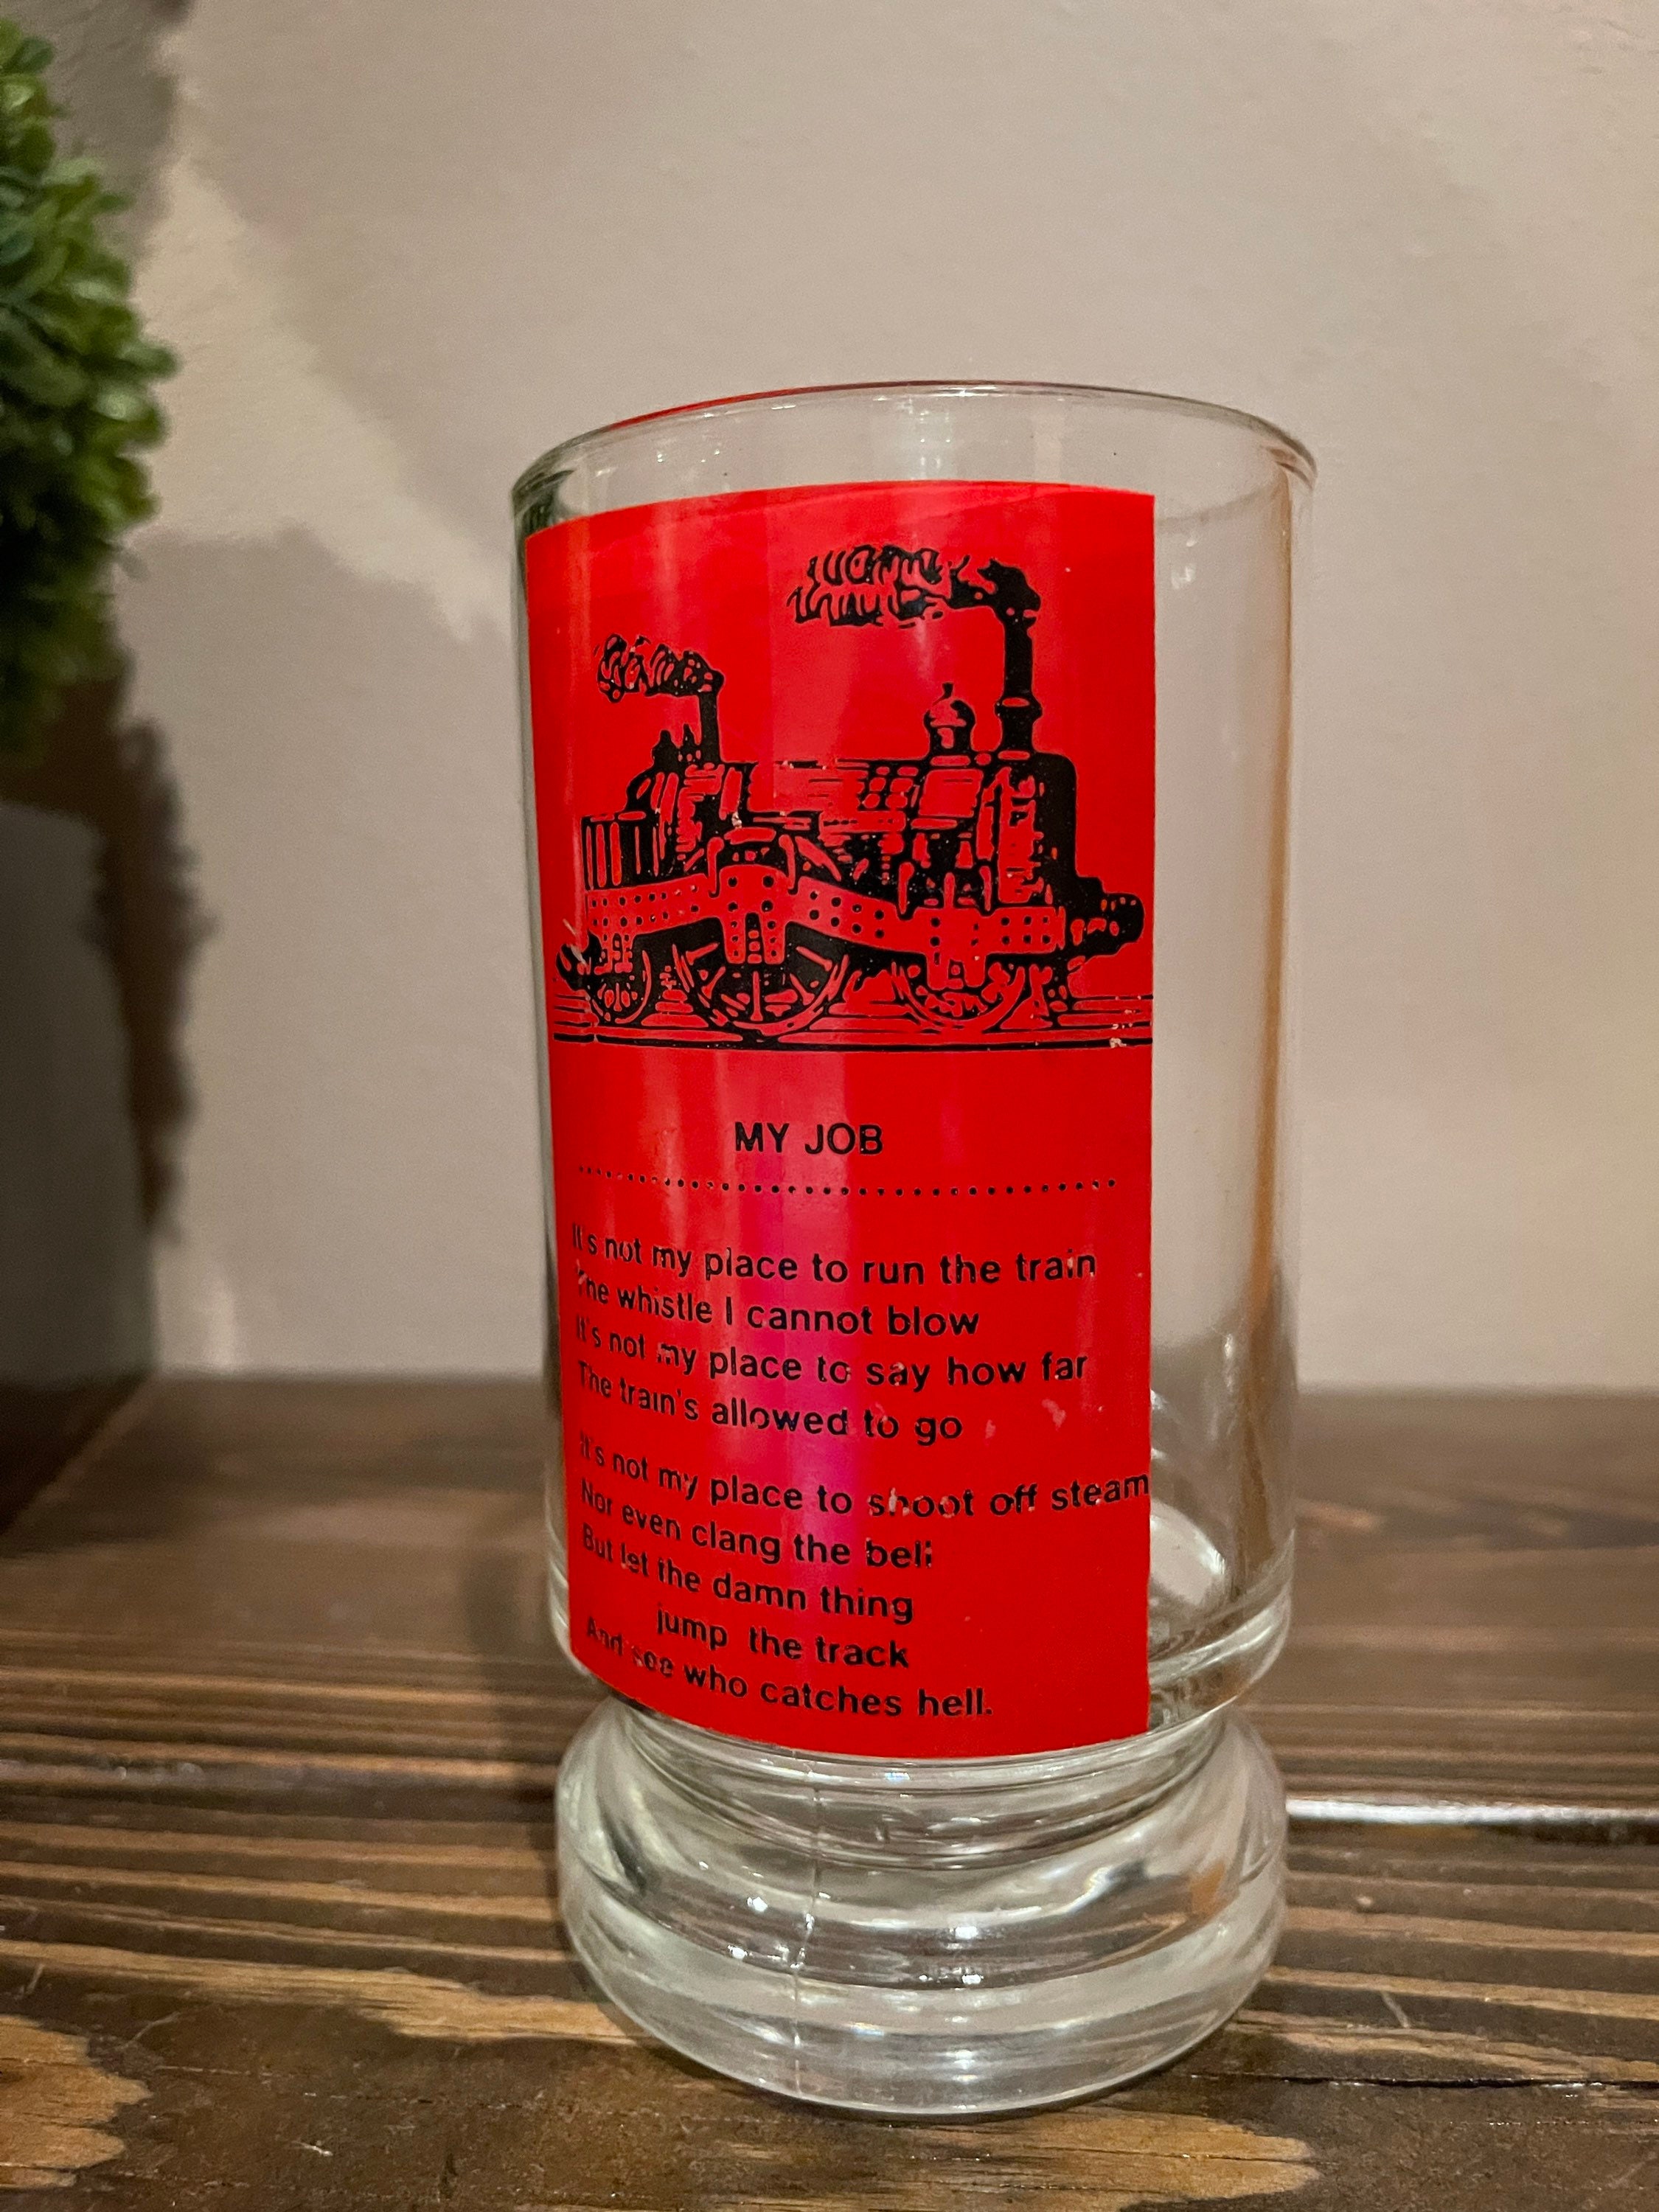 MY JOB
It's not my place to run the train
The whistle I cannot blow
It's not my place to say how far
The train's allowed to go
It's not my place to shoot off steam
Nor even clang the bell
But let the damn thing
jump the track
And see who catches hell.